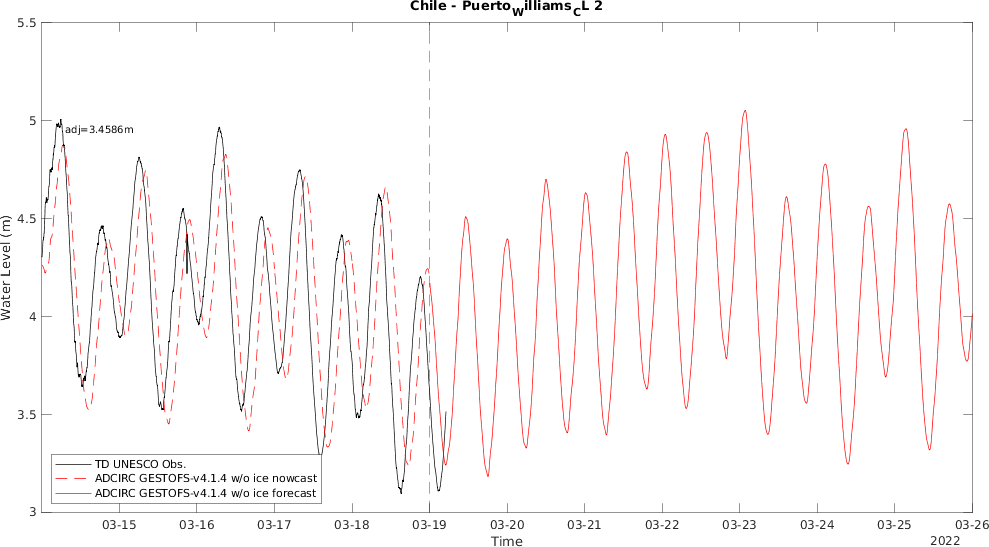 Chile - Puerto_Williams_CL 2
5.5
5
4.5
4
3.5
3
Water Level (m)
adj=3.4586m
TD UNESCO Obs.
ADCIRC GESTOFS-v4.1.4 w/o ice nowcast
ADCIRC GESTOFS-v4.1.4 w/o ice forecast
03-15 03-16 03-17 03-18 03-19 03-20 03-21 03-22 03-23 03-24 03-25 03-26
Time
2022